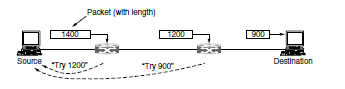 Packet (with length)
1400
1200
900
Source
"Try 1200"
"Try 900"
Destination